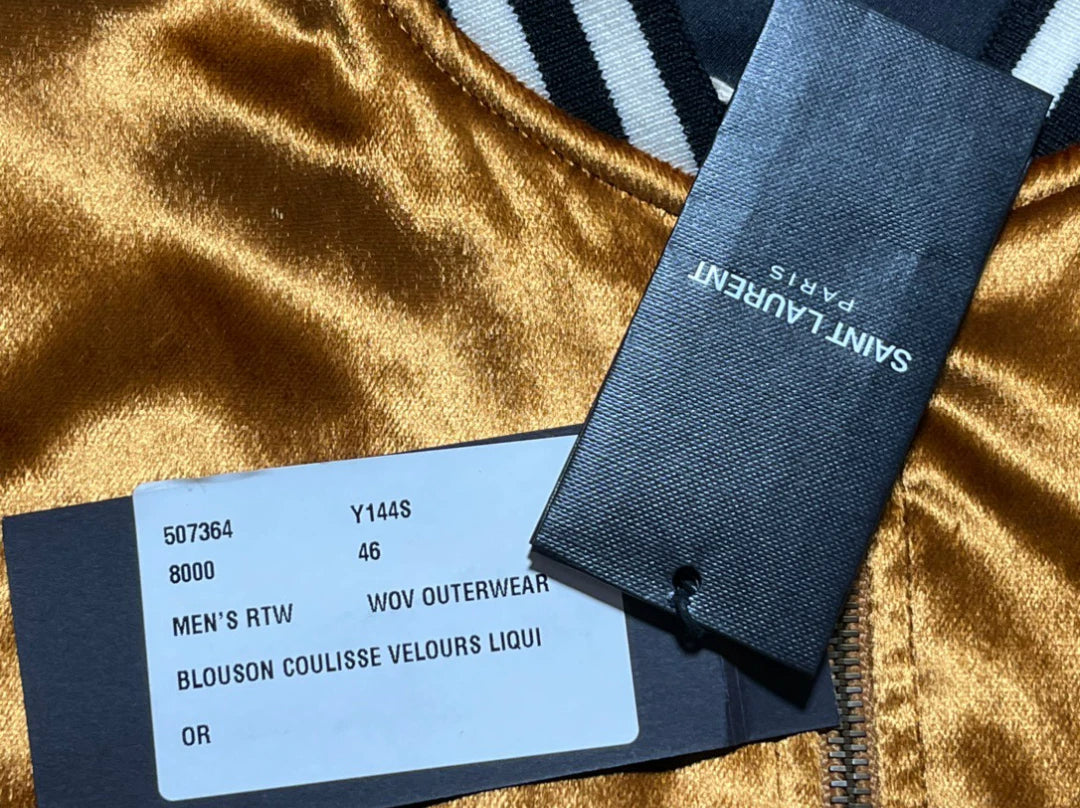 SAINT LAURENT
PARIS
507364 Y144S
8000 46
MEN'S RTW WOV OUTERWEAR
BLOUSON COULISSE VELOURS LIQUI
OR